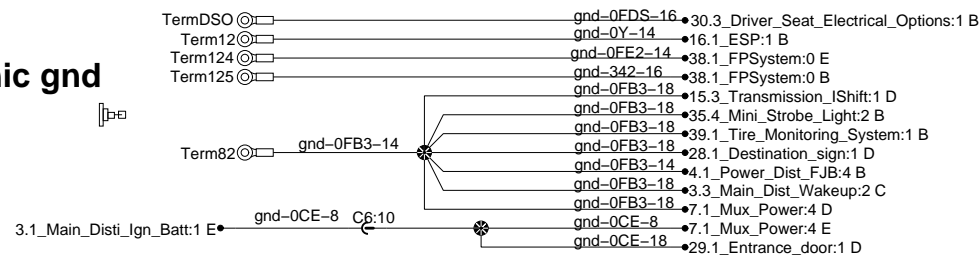 TermDSO gnd-0FDS-16 30.3_Driver_Seat_Electrical_Options:1 B
Term12 gnd-0Y-14 16.1_ESP:1 B
Term124 gnd-0FE2-14 38.1_FPSystem:0 E
Term125 gnd-342-16 38.1_FPSystem:0 B
nic gnd
gnd-0FB3-18 15.3_Transmission_IShift:1 D
gnd-0FB3-18 35.4_Mini_Strobe_Light:2 B
gnd-0FB3-18 39.1_Tire_Monitoring_System:1 B
Term82 gnd-0FB3-14 gnd-0FB3-18 28.1_Destination_sign:1 D
gnd-0FB3-14 4.1_Power_Dist_FJB:4 B
gnd-0FB3-18 3.3_Main_Dist_Wakeup:2 C
gnd-0FB3-18 7.1_Mux_Power:4 D
3.1_Main_Disti_Ign_Batt:1 E gnd-0CE-8 C6:10 gnd-0CE-8 7.1_Mux_Power:4 E
gnd-0CE-18 29.1_Entrance_door:1 D